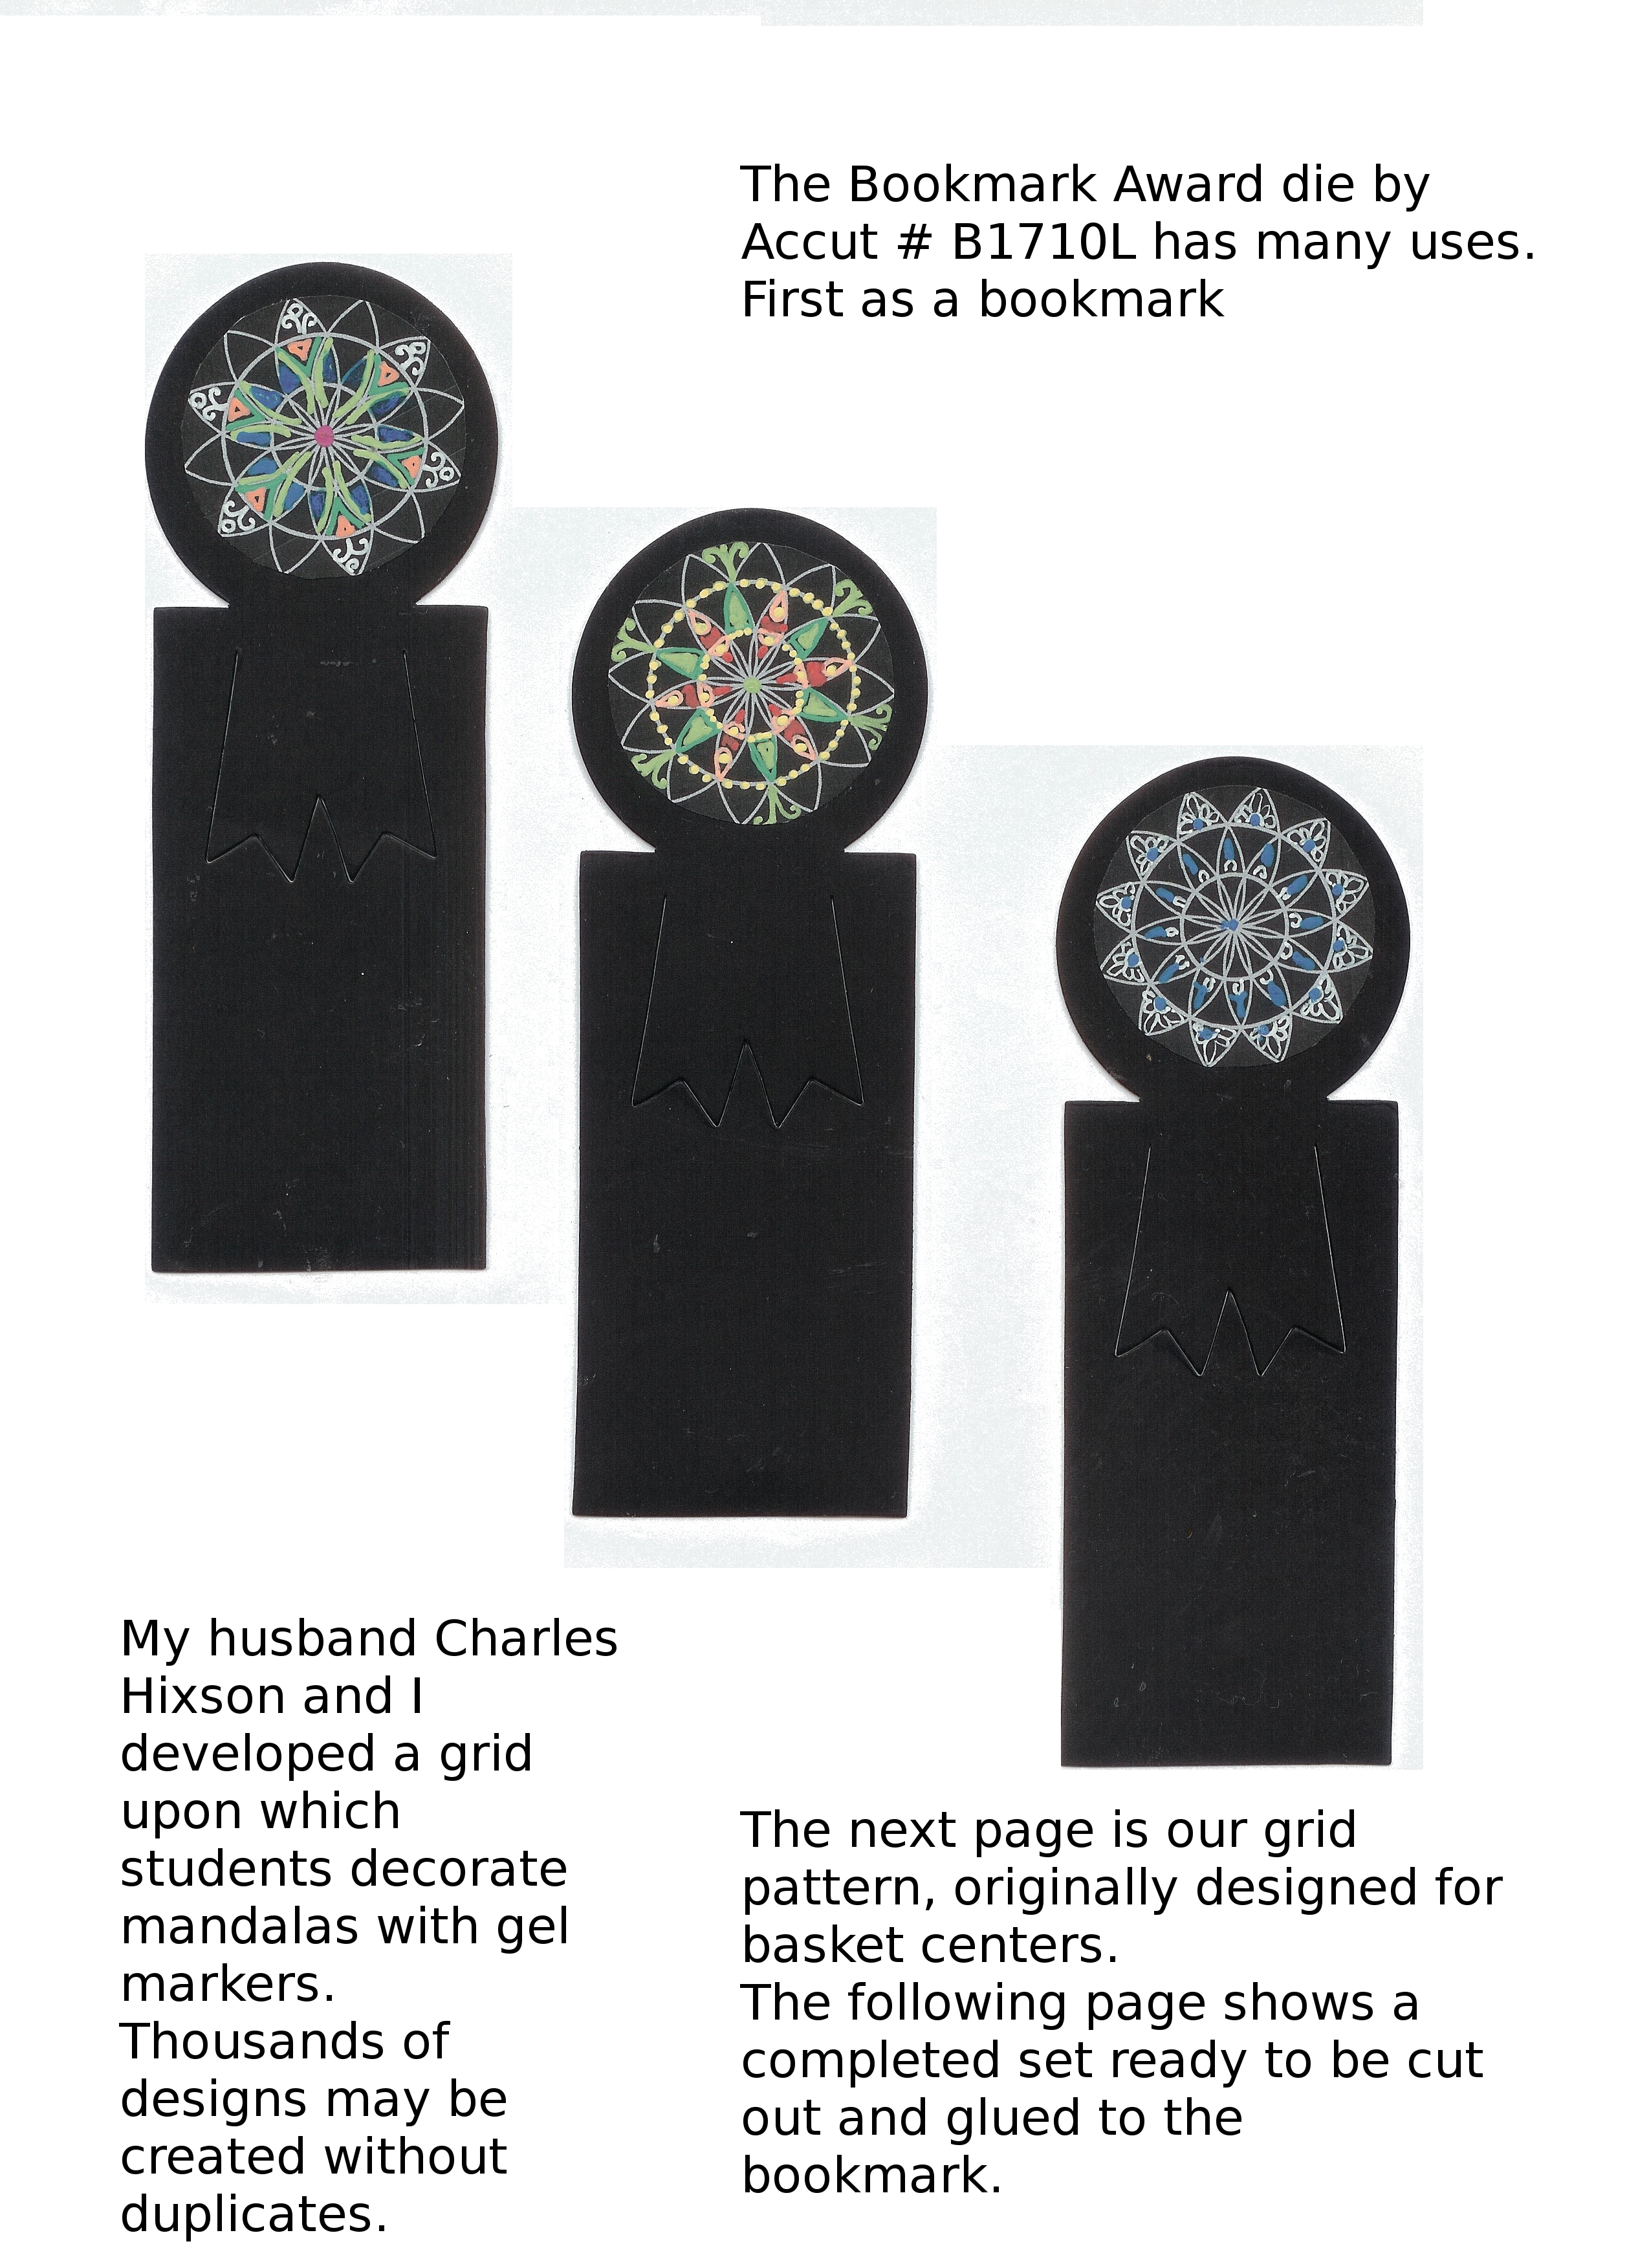 The Bookmark Award die by
Accut # B1710L has many uses.
First as a bookmark
My husband Charles
Hixson and I
developed a grid
upon which
students decorate
mandalas with gel
markers.
Thousands of
designs may be
created without
duplicates.
The next page is our grid
pattern, originally designed for
basket centers.
The following page shows a
completed set ready to be cut
out and glued to the
bookmark.